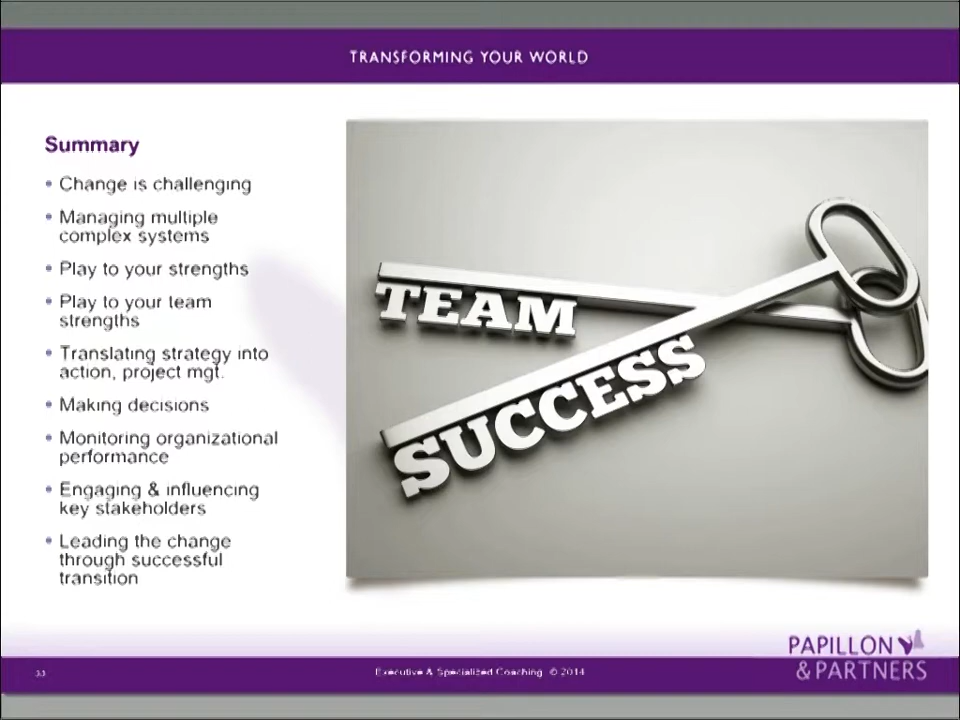 TRANSFORMING YOUR WORLD
Summary
• Change is challenging
• Managing multiple
complex systems
• Play to your strengths
• Play to your team
strengths
• Translating strategy into
action, project mgt.
• Making decisions
• Monitoring organizational
performance
• Engaging & influencing
key stakeholders
• Leading the change
through successful
transition
TEAM
SUCCESS
PAPILLON
& PARTNERS
33
Executive & Specialized Coaching © 2014